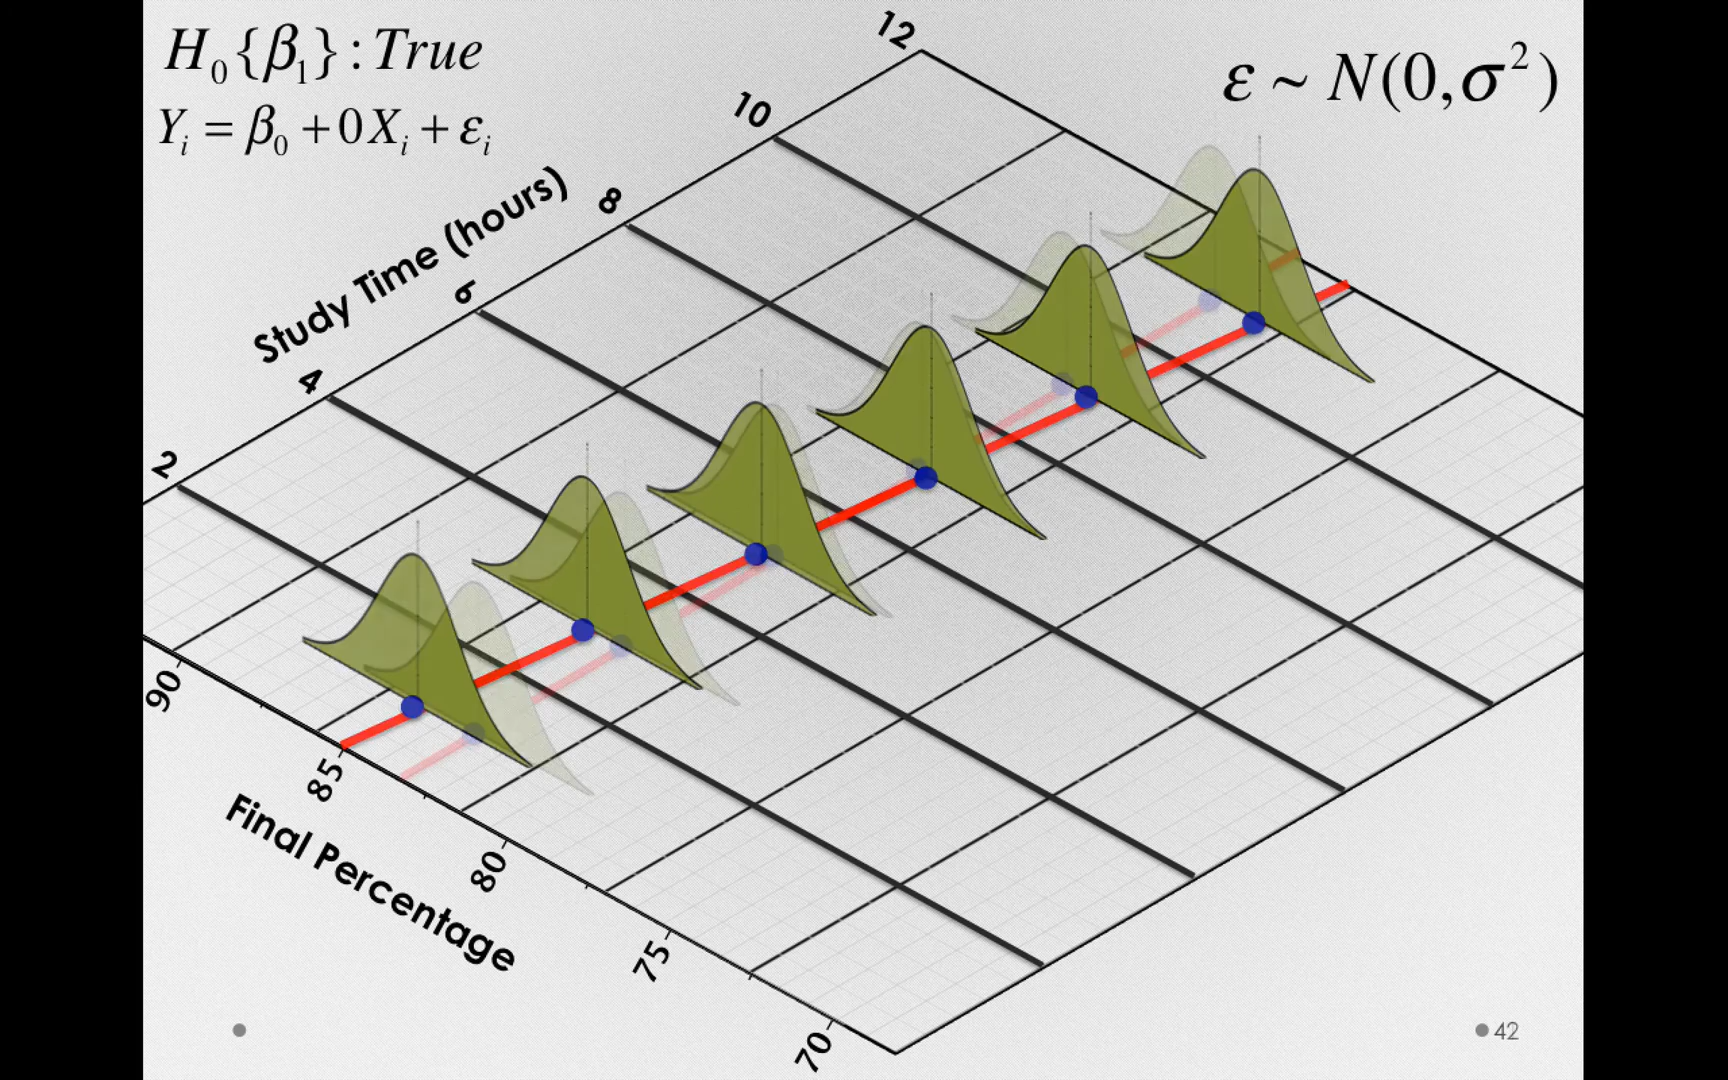 H₀{β₁}:True
Yᵢ = β₀ + 0Xᵢ + εᵢ
ε ~ N(0,σ²)
12
10
8
6
4
2
Study Time (hours)
90
85
80
75
70
Final Percentage
42